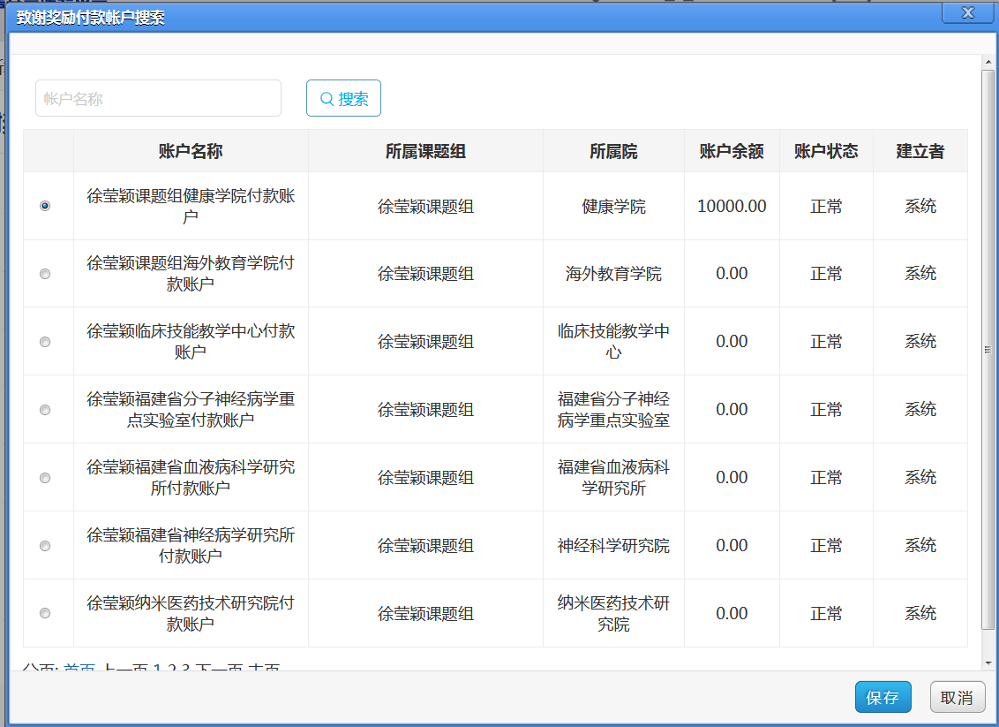 致谢奖励付款帐户搜索
X
帐户名称
搜索
账户名称 所属课题组 所属院 账户余额 账户状态 建立者
徐莹颖课题组健康学院付款账
户
徐莹颖课题组 健康学院 10000.00 正常 系统
徐莹颖课题组海外教育学院付
款账户
徐莹颖课题组 海外教育学院 0.00 正常 系统
徐莹颖临床技能教学中心付款
账户
徐莹颖课题组
临床技能教学中
心
0.00 正常 系统
徐莹颖福建省分子神经病学重
点实验室付款账户
徐莹颖课题组
福建省分子神经
病学重点实验室
0.00 正常 系统
徐莹颖福建省血液病科学研究
所付款账户
徐莹颖课题组
福建省血液病科
学研究所
0.00 正常 系统
徐莹颖福建省神经病学研究所
付款账户
徐莹颖课题组 神经科学研究院 0.00 正常 系统
徐莹颖纳米医药技术研究院付
款账户
徐莹颖课题组
纳米医药技术研
究院
0.00 正常 系统
分页: 首页 上一页 1 2 3 下一页 末页
保存 取消